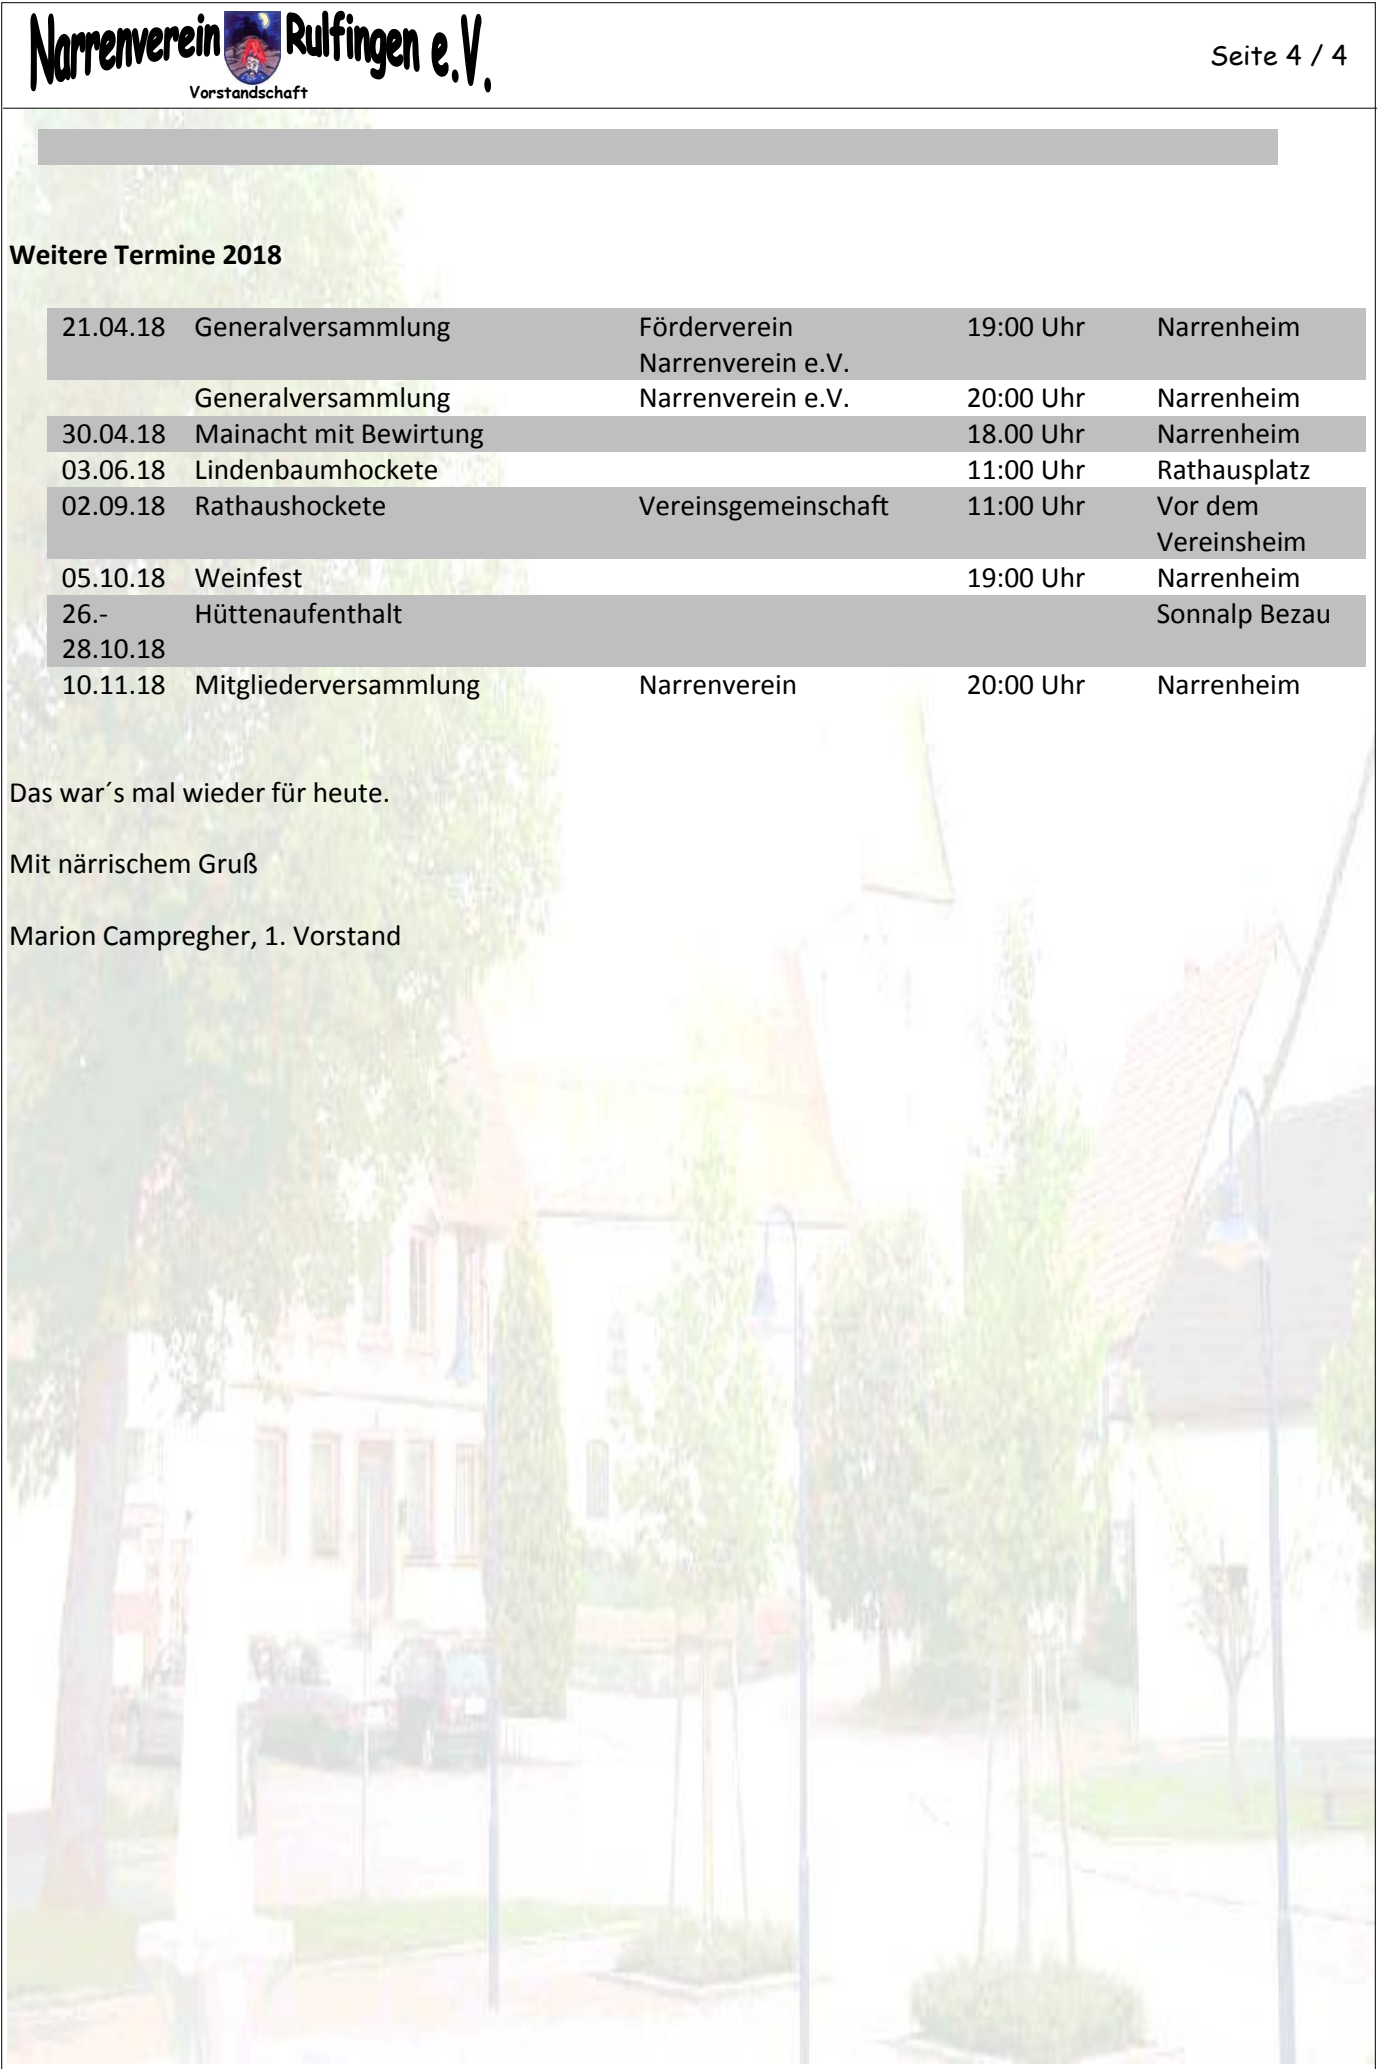 Narrenverein Rulfingen e.V.
Vorstandschaft
Seite 4 / 4
Weitere Termine 2018
21.04.18 Generalversammlung Förderverein 19:00 Uhr Narrenheim
Narrenverein e.V.
Generalversammlung Narrenverein e.V. 20:00 Uhr Narrenheim
30.04.18 Mainacht mit Bewirtung 18.00 Uhr Narrenheim
03.06.18 Lindenbaumhockete 11:00 Uhr Rathausplatz
02.09.18 Rathaushockete Vereinsgemeinschaft 11:00 Uhr Vor dem
Vereinsheim
05.10.18 Weinfest 19:00 Uhr Narrenheim
26.- Hüttenaufenthalt Sonnalp Bezau
28.10.18
10.11.18 Mitgliederversammlung Narrenverein 20:00 Uhr Narrenheim
Das war´s mal wieder für heute.
Mit närrischem Gruß
Marion Campregher, 1. Vorstand